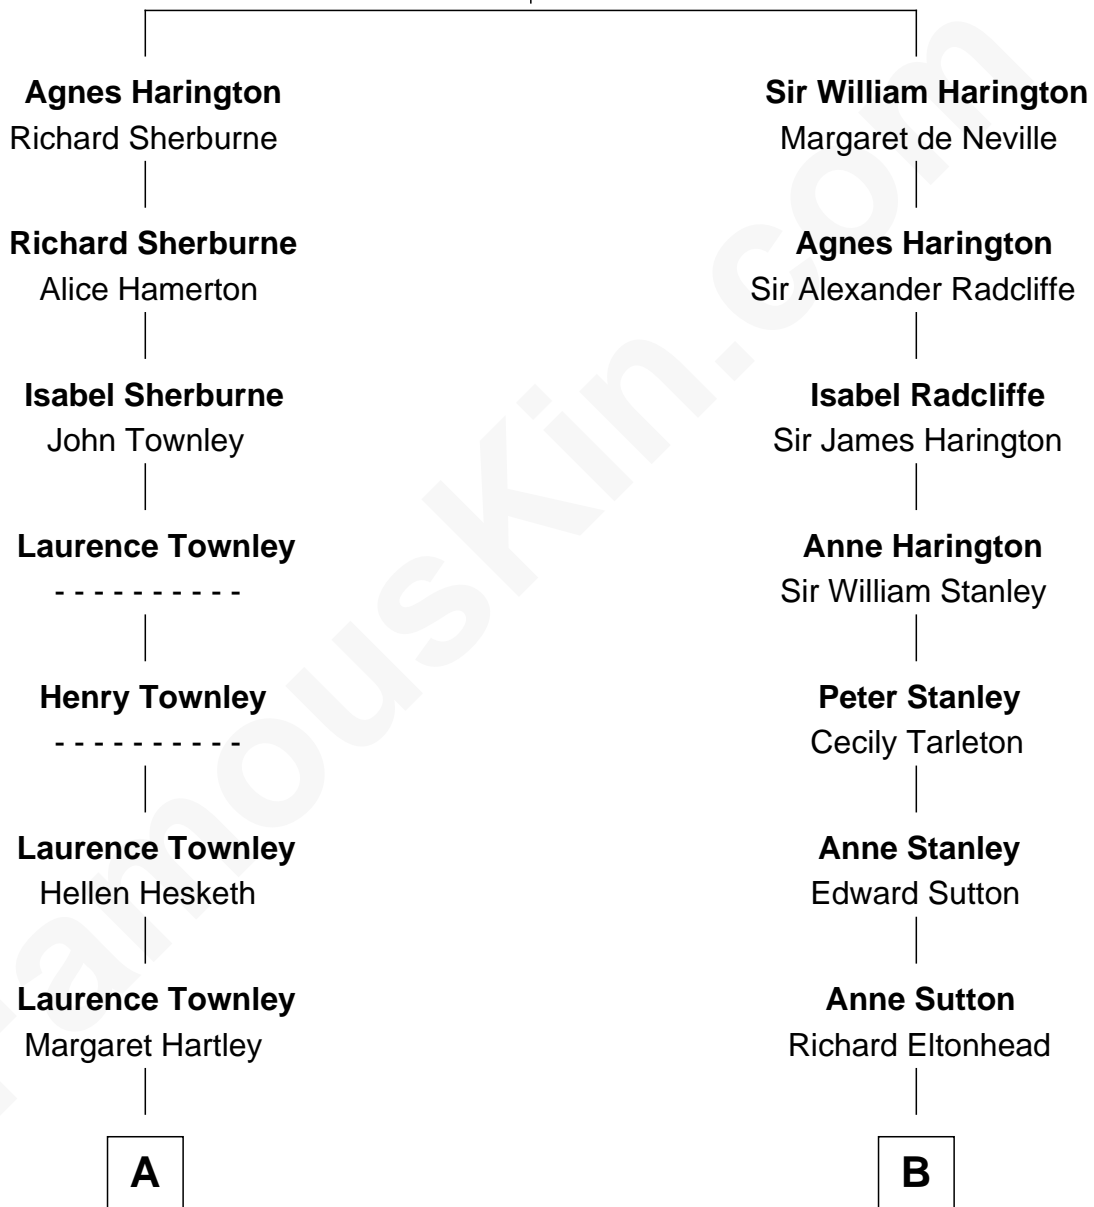 Agnes Harington
Richard Sherburne
Richard Sherburne
Alice Hamerton
Isabel Sherburne
John Townley
Laurence Townley
- - - - - - - - - -
Henry Townley
- - - - - - - - - -
Laurence Townley
Hellen Hesketh
Laurence Townley
Margaret Hartley
A
Sir William Harington
Margaret de Neville
Agnes Harington
Sir Alexander Radcliffe
Isabel Radcliffe
Sir James Harington
Anne Harington
Sir William Stanley
Peter Stanley
Cecily Tarleton
Anne Stanley
Edward Sutton
Anne Sutton
Richard Eltonhead
B
FamousKin.com